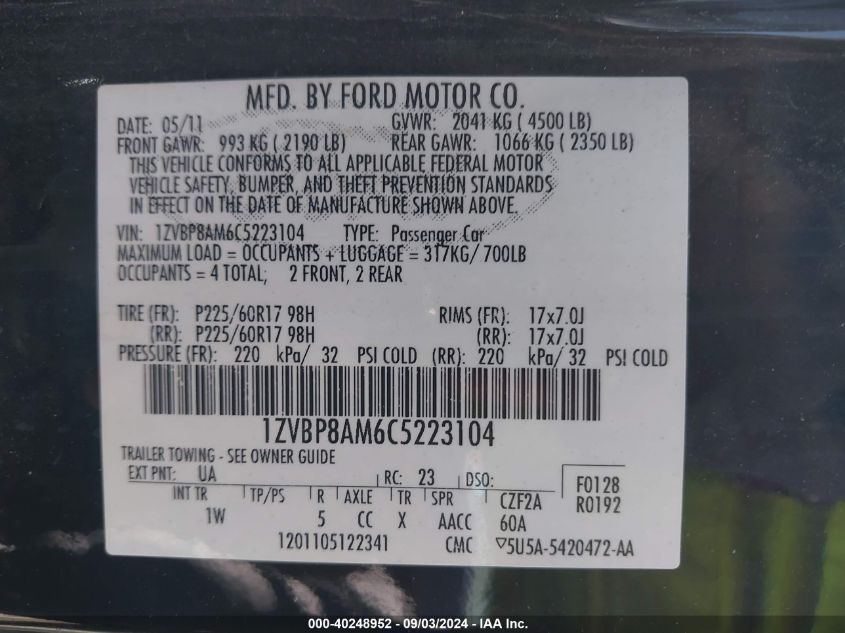 MFD. BY FORD MOTOR CO.
DATE: 05/11 GVWR: 2041 KG ( 4500 LB)
FRONT GAWR: 993 KG ( 2190 LB) REAR GAWR: 1066 KG ( 2350 LB)
THIS VEHICLE CONFORMS TO ALL APPLICABLE FEDERAL MOTOR
VEHICLE SAFETY, BUMPER, AND THEFT PREVENTION STANDARDS
IN EFFECT ON THE DATE OF MANUFACTURE SHOWN ABOVE.
VIN: 1ZVBP8AM6C5223104 TYPE: Passenger Car
MAXIMUM LOAD = OCCUPANTS + LUGGAGE = 317KG/ 700LB
OCCUPANTS = 4 TOTAL; 2 FRONT, 2 REAR
TIRE (FR): P225/60R17 98H RIMS (FR): 17x7.0J
(RR): P225/60R17 98H (RR): 17x7.0J
PRESSURE (FR): 220 kPa/ 32 PSI COLD (RR): 220 kPa/ 32 PSI COLD
1ZVBP8AM6C5223104
TRAILER TOWING - SEE OWNER GUIDE
EXT PNT: UA RC: 23 DSO: F0128
INT TR TP/PS R AXLE TR SPR CZF2A R0192
1W 5 CC X AACC 60A
1201105122341 CMC ▽5U5A-5420472-AA
000-40248952 - 09/03/2024 - IAA Inc.